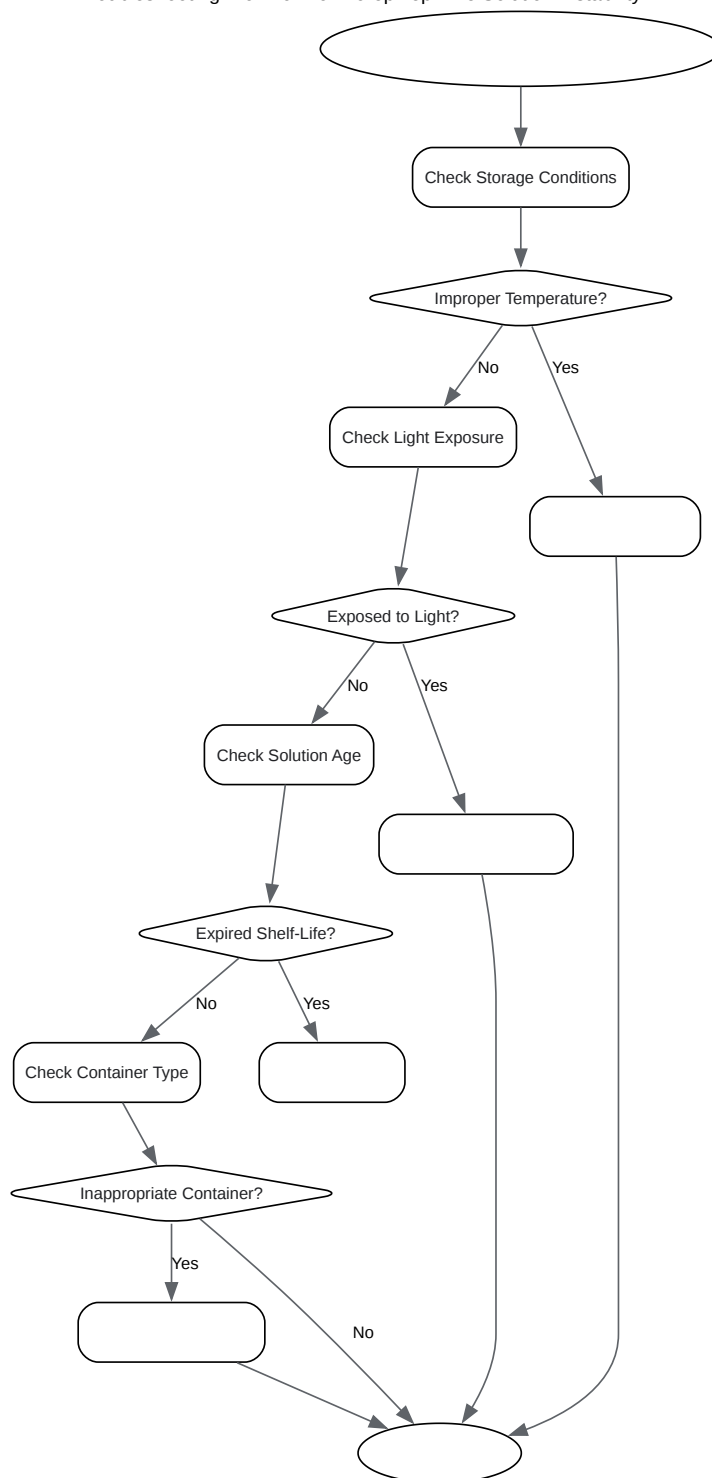 Check Storage Conditions
Improper Temperature?
No
Yes
Check Light Exposure
Exposed to Light?
No
Yes
Check Solution Age
Expired Shelf-Life?
No
Yes
Check Container Type
Inappropriate Container?
Yes
No